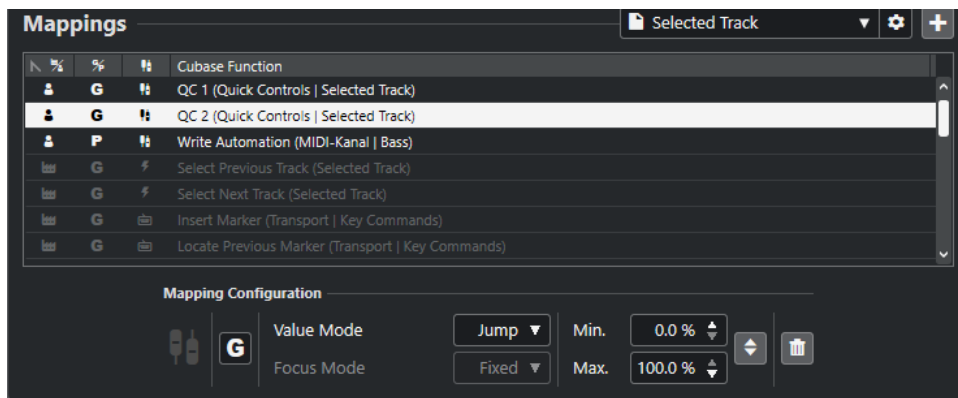 Mappings
Selected Track
Cubase Function
G QC 1 (Quick Controls | Selected Track)
G QC 2 (Quick Controls | Selected Track)
P Write Automation (MIDI-Kanal | Bass)
G Select Previous Track (Selected Track)
G Select Next Track (Selected Track)
G Insert Marker (Transport | Key Commands)
G Locate Previous Marker (Transport | Key Commands)
Mapping Configuration
G Value Mode Jump Min. 0.0 %
Focus Mode Fixed Max. 100.0 %